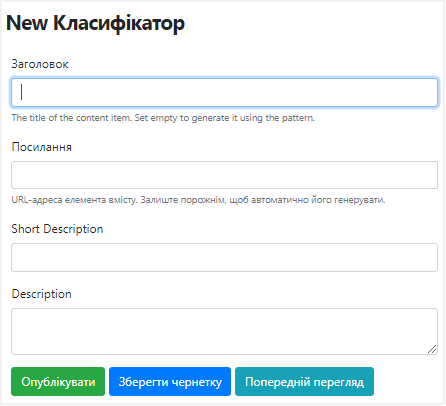 New Класифікатор
Заголовок
The title of the content item. Set empty to generate it using the pattern.
Посилання
URL-адреса елемента вмісту. Залиште порожнім, щоб автоматично його генерувати.
Short Description
Description
Опублікувати Зберегти чернетку Попередній перегляд